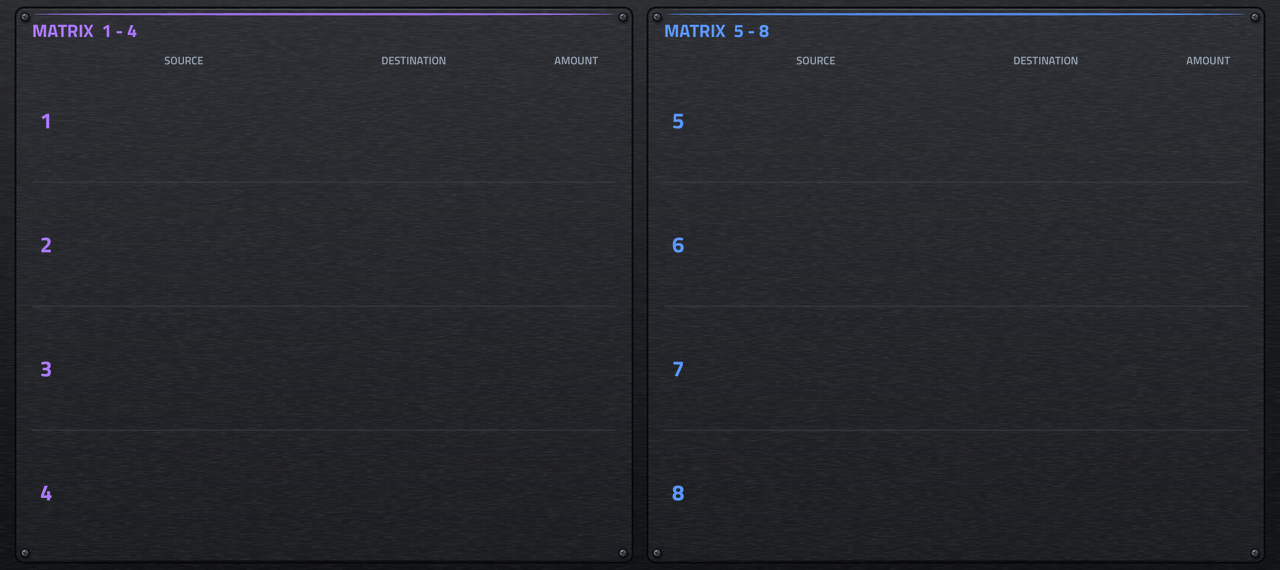 MATRIX 1 - 4
SOURCE DESTINATION AMOUNT
1
2
3
4
MATRIX 5 - 8
SOURCE DESTINATION AMOUNT
5
6
7
8